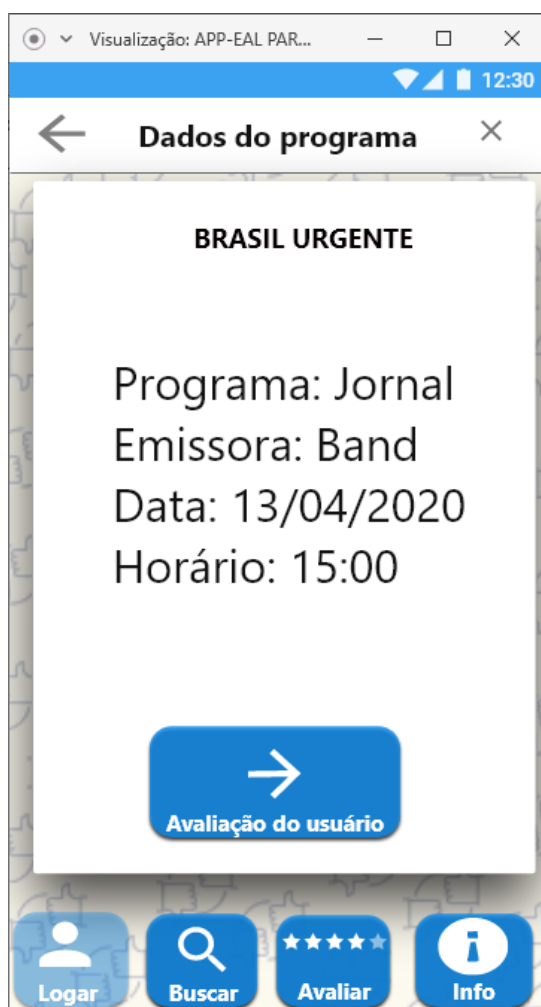 Visualização: APP-EAL PAR...
12:30
Dados do programa
BRASIL URGENTE
Programa: Jornal
Emissora: Band
Data: 13/04/2020
Horário: 15:00
Avaliação do usuário
Logar
Buscar
Avaliar
Info